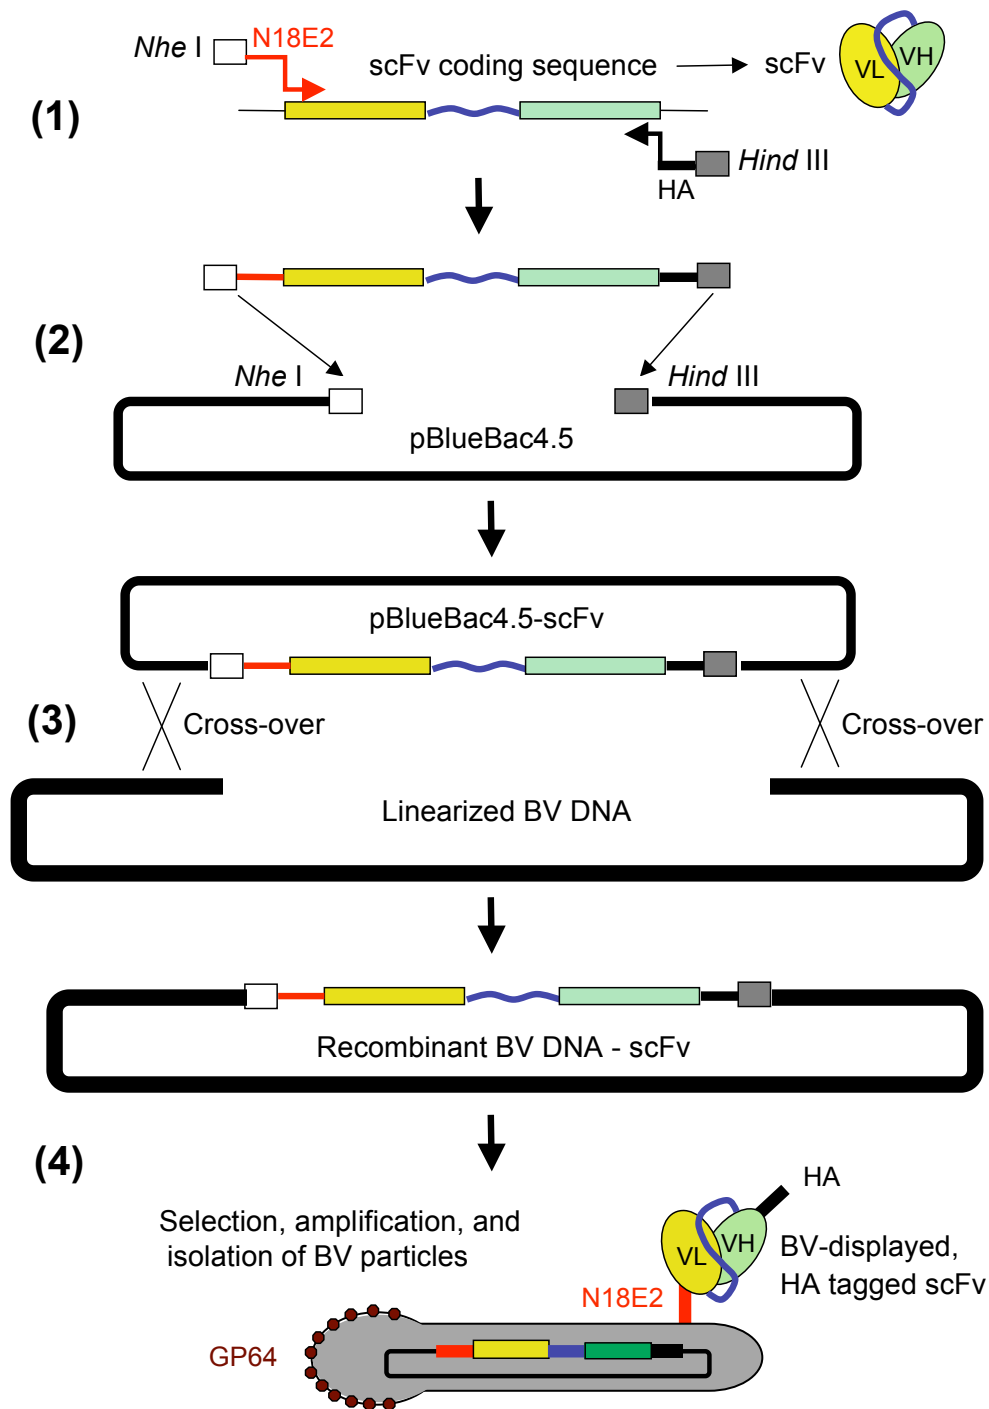 Nhe I
N18E2
scFv coding sequence
scFv
VL
VH
(1)
Hind III
HA
(2)
Nhe I
Hind III
pBlueBac4.5
pBlueBac4.5-scFv
(3)
Cross-over
Cross-over
Linearized BV DNA
Recombinant BV DNA - scFv
(4)
HA
Selection, amplification, and
isolation of BV particles
VL
VH
BV-displayed,
HA tagged scFv
N18E2
GP64